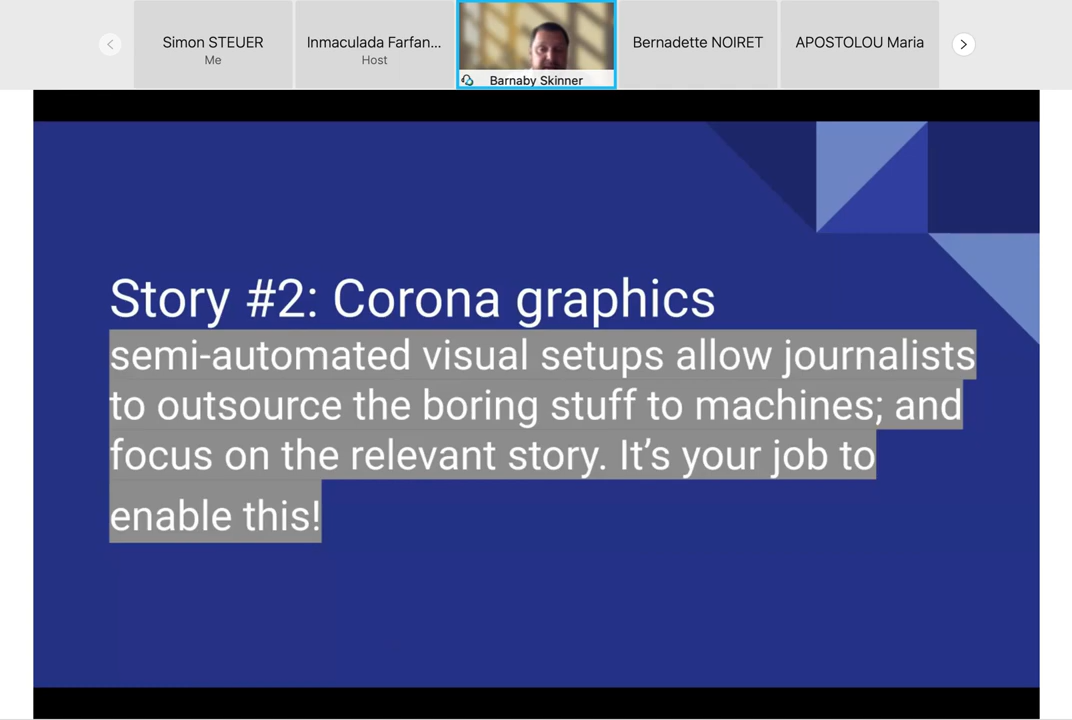 Simon STEUER
Me
Inmaculada Farfan...
Host
Barnaby Skinner
Bernadette NOIRET
APOSTOLOU Maria
Story #2: Corona graphics
semi-automated visual setups allow journalists
to outsource the boring stuff to machines; and
focus on the relevant story. It’s your job to
enable this!